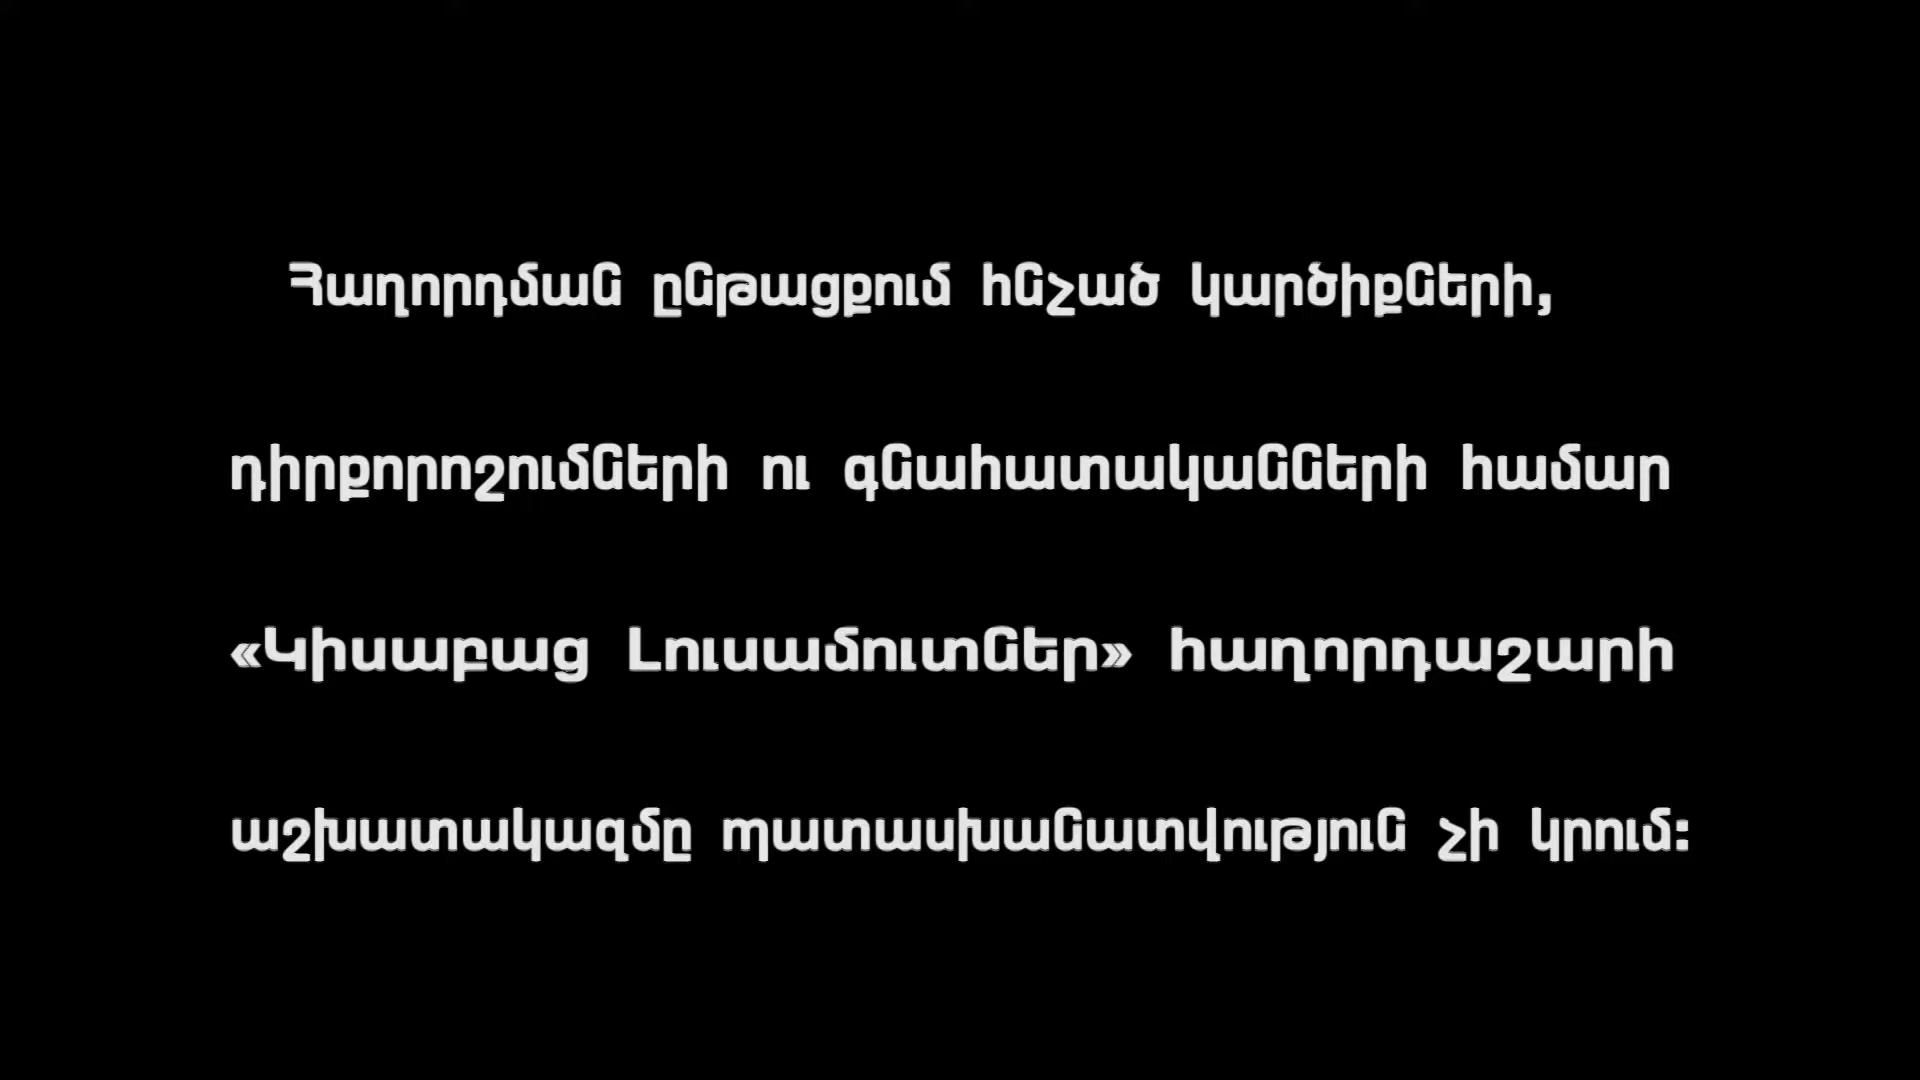 Հաղորդման ընթացքում հնչած կարծիքների,
դիրքորոշումների ու գնահատականների համար
«Կիսաբաց Լուսամուտներ» հաղորդաշարի
աշխատակազմը պատասխանատվություն չի կրում: